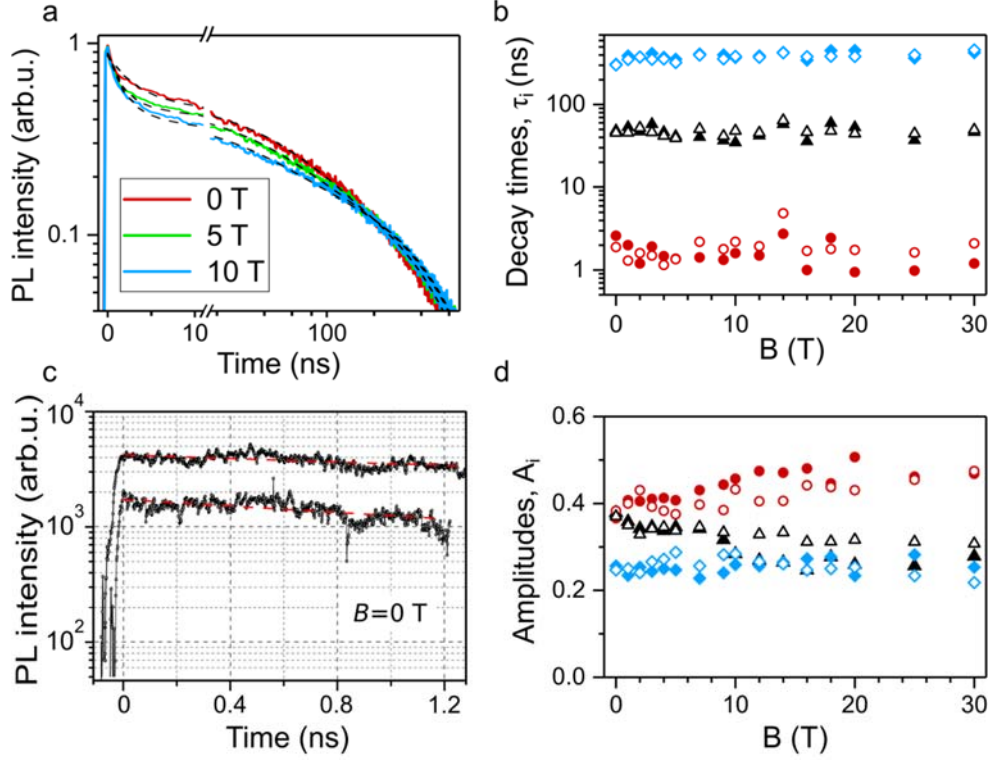 a
PL intensity (arb.u.)
1
0.1
0 T
5 T
10 T
0
10
100
Time (ns)
b
Decay times, τᵢ (ns)
100
10
1
0
10
20
30
B (T)
c
PL intensity (arb.u.)
10⁴
10³
10²
B=0 T
0
0.4
0.8
1.2
Time (ns)
d
Amplitudes, Aᵢ
0.6
0.4
0.2
0.0
0
10
20
30
B (T)